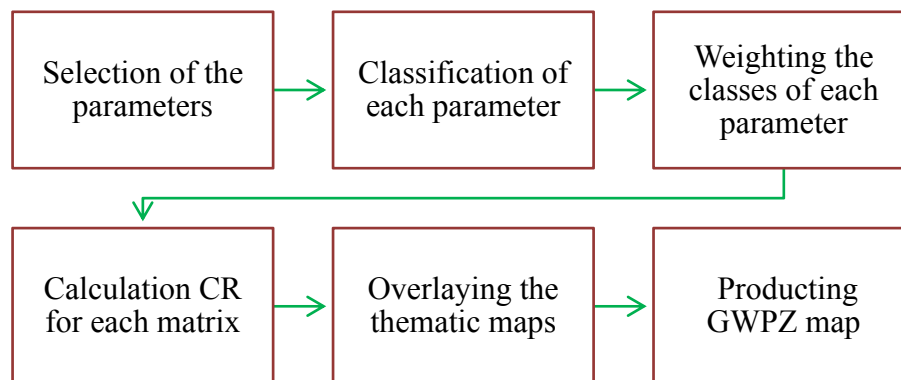 Selection of the
parameters
Classification of
each parameter
Weighting the
classes of each
parameter
Calculation CR
for each matrix
Overlaying the
thematic maps
Producting
GWPZ map